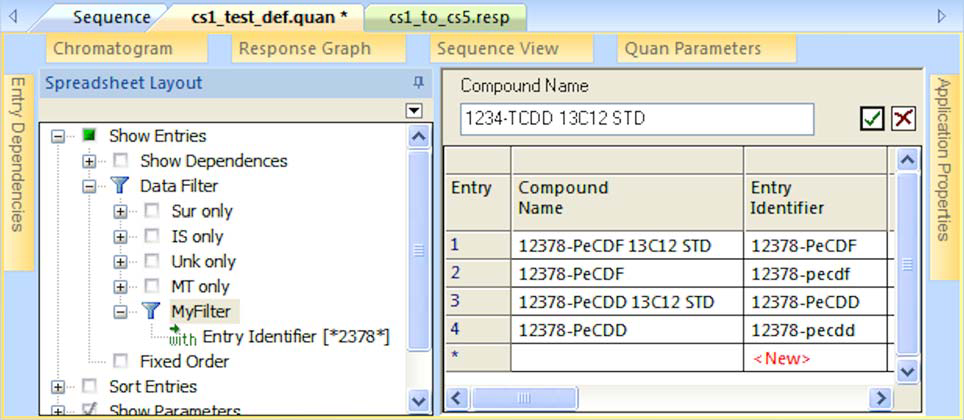 Sequence cs1_test_def.quan * cs1_to_cs5.resp
Chromatogram Response Graph Sequence View Quan Parameters
Entry Dependencies
Spreadsheet Layout
Show Entries
Show Dependences
Data Filter
Sur only
IS only
Unk only
MT only
MyFilter
with Entry Identifier [*2378*]
Fixed Order
Sort Entries
Show Parameters
Compound Name
1234-TCDD 13C12 STD
Entry Compound Entry
Name Identifier
1 12378-PeCDF 13C12 STD 12378-PeCDF
2 12378-PeCDF 12378-pecdf
3 12378-PeCDD 13C12 STD 12378-PeCDD
4 12378-PeCDD 12378-pecdd
* <New>
Application Properties